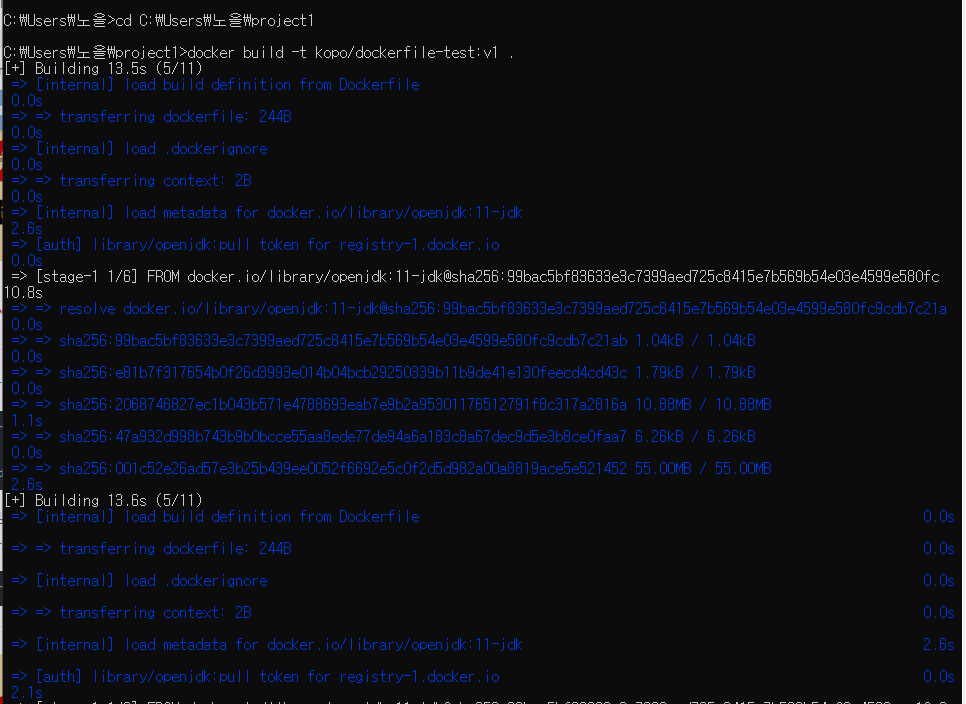 C:₩Users₩노을>cd C:₩Users₩노을₩project1
C:₩Users₩노을₩project1>docker build -t kopo/dockerfile-test:v1 .
[+] Building 13.5s (5/11)
=> [internal] load build definition from Dockerfile
0.0s
=> => transferring dockerfile: 244B
0.0s
=> [internal] load .dockerignore
0.0s
=> => transferring context: 2B
0.0s
=> [internal] load metadata for docker.io/library/openjdk:11-jdk
2.6s
=> [auth] library/openjdk:pull token for registry-1.docker.io
0.0s
=> [stage-1 1/6] FROM docker.io/library/openjdk:11-jdk@sha256:99bac5bf83633e3c7399aed725c8415e7b569b54e03e4599e580fc
10.8s
=> => resolve docker.io/library/openjdk:11-jdk@sha256:99bac5bf83633e3c7399aed725c8415e7b569b54e03e4599e580fc9cdb7c21a
0.0s
=> => sha256:99bac5bf83633e3c7399aed725c8415e7b569b54e03e4599e580fc9cdb7c21ab 1.04kB / 1.04kB
0.0s
=> => sha256:e81b7f317654b0f26d3993e014b04bcb29250339b11b9de41e130feecd4cd43c 1.79kB / 1.79kB
0.0s
=> => sha256:2068746827ec1b043b571e4788693eab7e9b2a95301176512791f8c317a2816a 10.88MB / 10.88MB
1.1s
=> => sha256:47a932d998b743b9b0bcce55aa8ede77de94a6a183c8a67dec9d5e3b8ce0faa7 6.26kB / 6.26kB
0.0s
=> => sha256:001c52e26ad57e3b25b439ee0052f6692e5c0f2d5d982a00a8819ace5e521452 55.00MB / 55.00MB
2.6s
[+] Building 13.6s (5/11)
=> [internal] load build definition from Dockerfile 0.0s
=> => transferring dockerfile: 244B 0.0s
=> [internal] load .dockerignore 0.0s
=> => transferring context: 2B 0.0s
=> [internal] load metadata for docker.io/library/openjdk:11-jdk 2.6s
=> [auth] library/openjdk:pull token for registry-1.docker.io 0.0s
2.1s